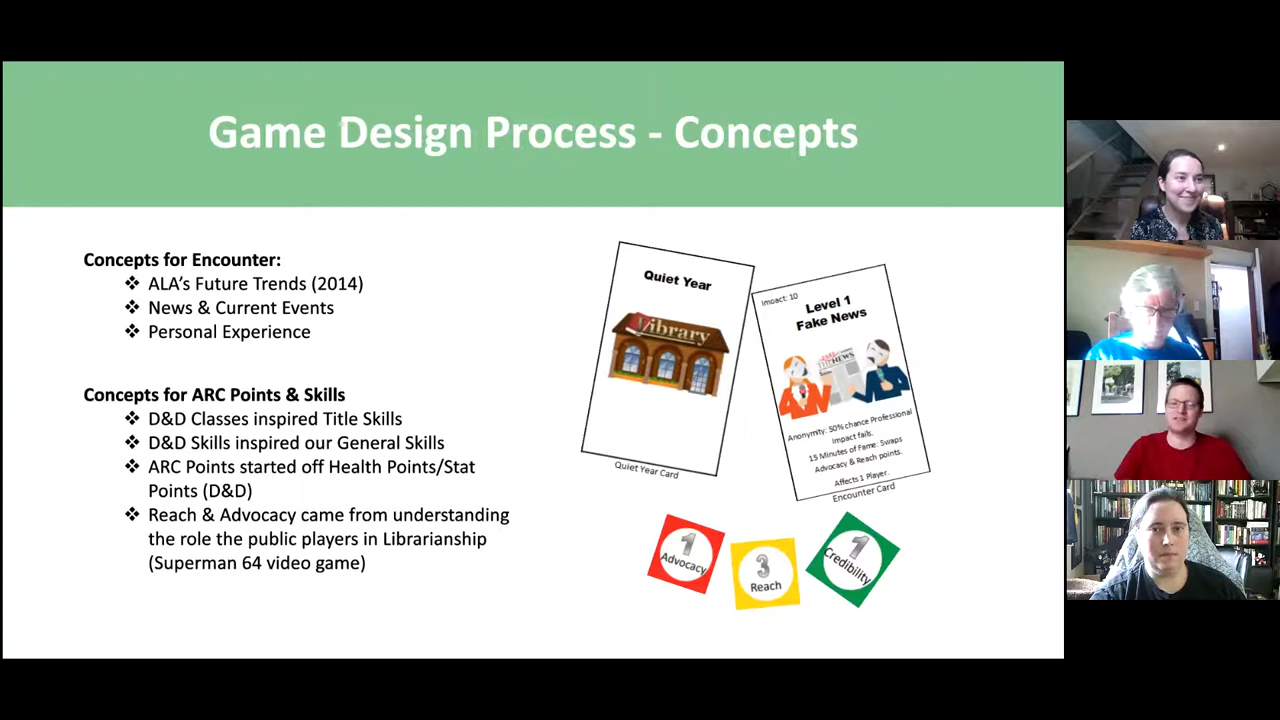 Game Design Process - Concepts
Concepts for Encounter:
❖ ALA's Future Trends (2014)
❖ News & Current Events
❖ Personal Experience
Concepts for ARC Points & Skills
❖ D&D Classes inspired Title Skills
❖ D&D Skills inspired our General Skills
❖ ARC Points started off Health Points/Stat
Points (D&D)
❖ Reach & Advocacy came from understanding
the role the public players in Librarianship
(Superman 64 video game)
Quiet Year
Library
Quiet Year Card
Impact: 10
Level 1
Fake News
NEWS
Anonymity: 50% chance Professional
Impact fails.
15 Minutes of Fame: Swaps
Advocacy & Reach points.
Affects 1 Player.
Encounter Card
1
Advocacy
3
Reach
1
Credibility